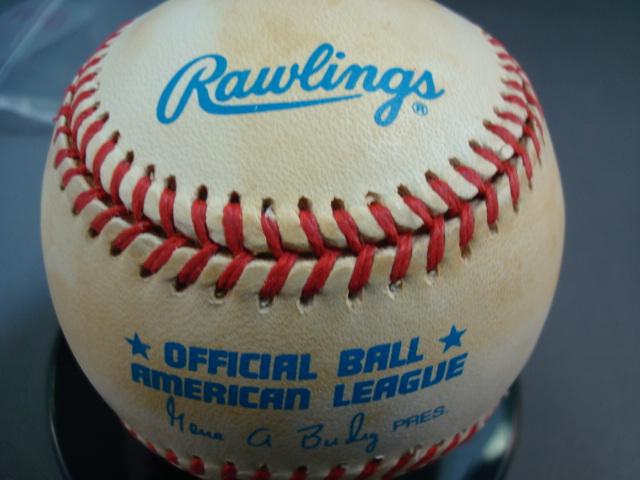 Rawlings®
★ OFFICIAL BALL ★
AMERICAN LEAGUE
Gene A Budig PRES.